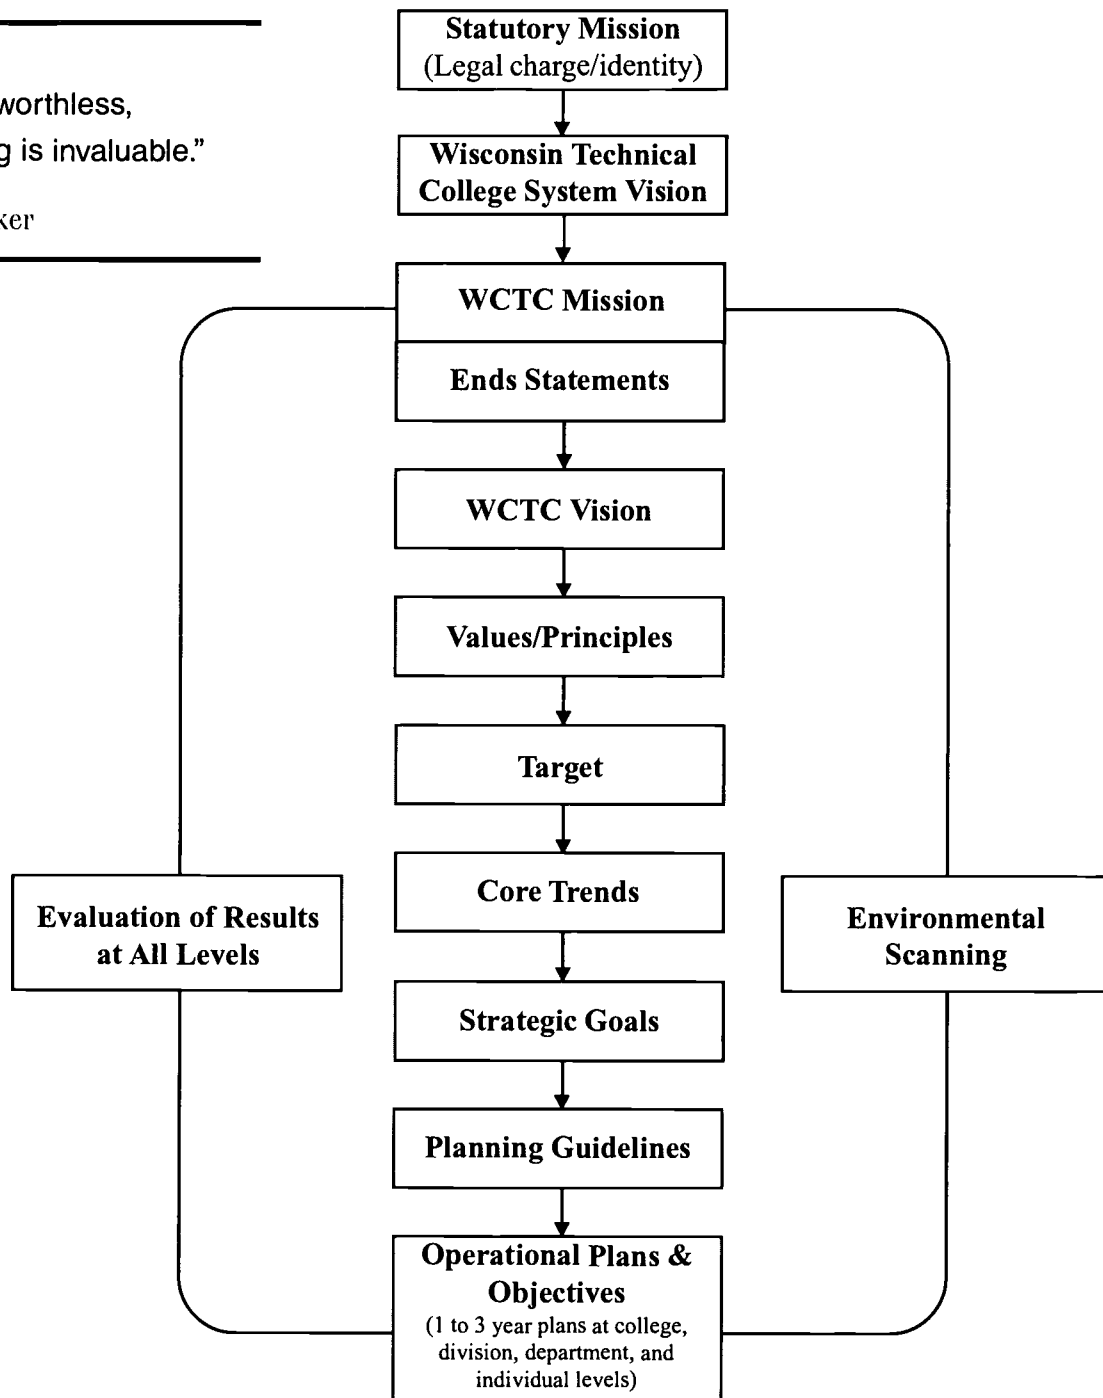 worthless,
is invaluable.”
Statutory Mission
(Legal charge/identity)
Wisconsin Technical
College System Vision
WCTC Mission
Ends Statements
WCTC Vision
Values/Principles
Target
Core Trends
Evaluation of Results
at All Levels
Environmental
Scanning
Strategic Goals
Planning Guidelines
Operational Plans &
Objectives
(1 to 3 year plans at college,
division, department, and
individual levels)